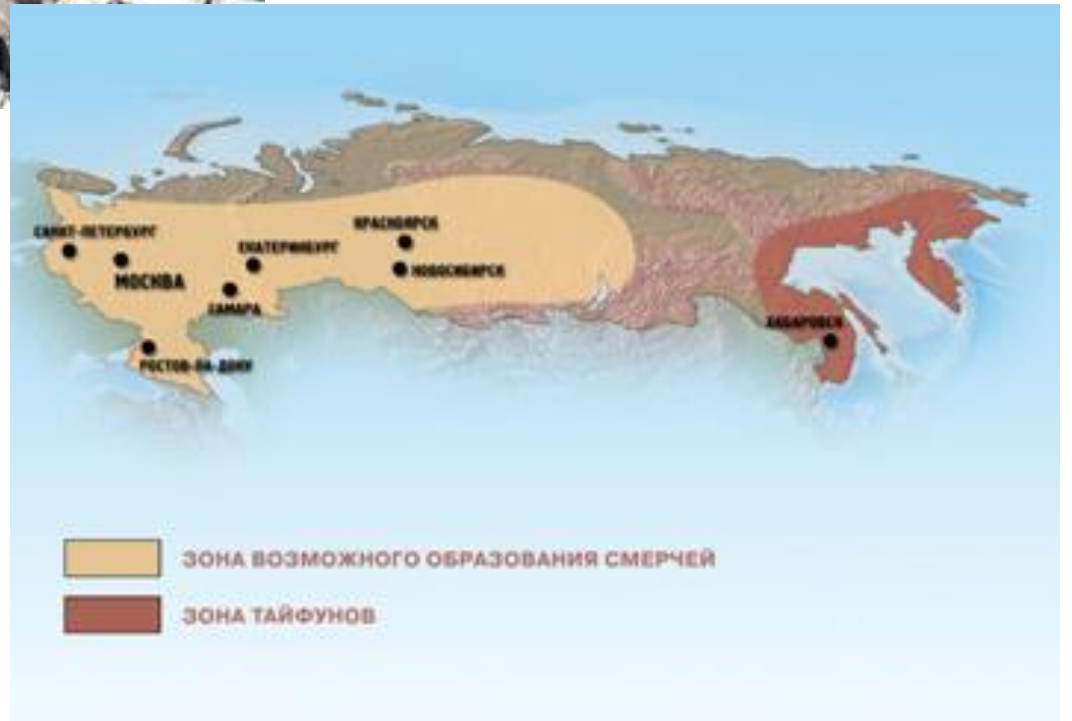 САНКТ-ПЕТЕРБУРГ
МОСКВА
ЕКАТЕРИНБУРГ
КРАСНОЯРСК
НОВОСИБИРСК
САМАРА
РОСТОВ-НА-ДОНУ
ХАБАРОВСК
ЗОНА ВОЗМОЖНОГО ОБРАЗОВАНИЯ СМЕРЧЕЙ
ЗОНА ТАЙФУНОВ